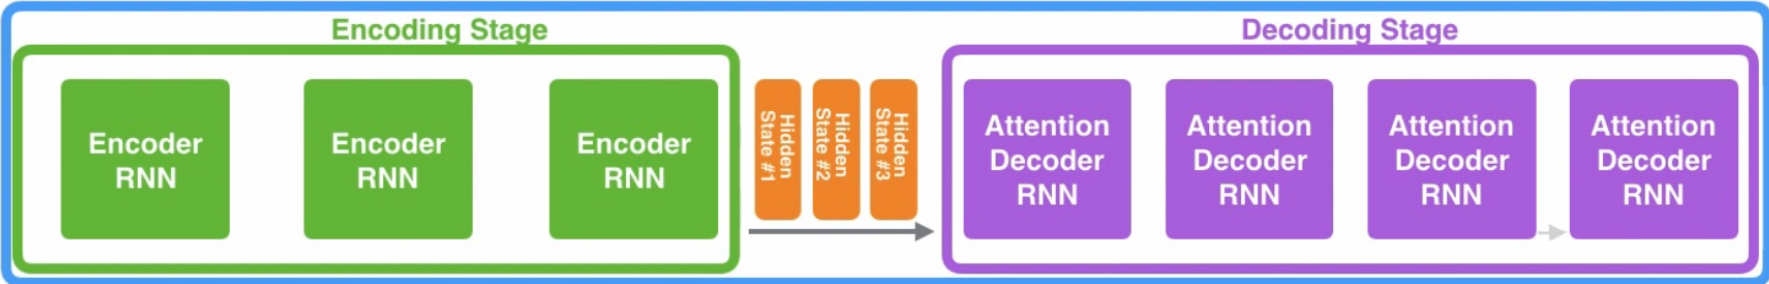 Encoding Stage
Decoding Stage
Encoder
RNN
Encoder
RNN
Encoder
RNN
Hidden
State #1
Hidden
State #2
Hidden
State #3
Attention
Decoder
RNN
Attention
Decoder
RNN
Attention
Decoder
RNN
Attention
Decoder
RNN